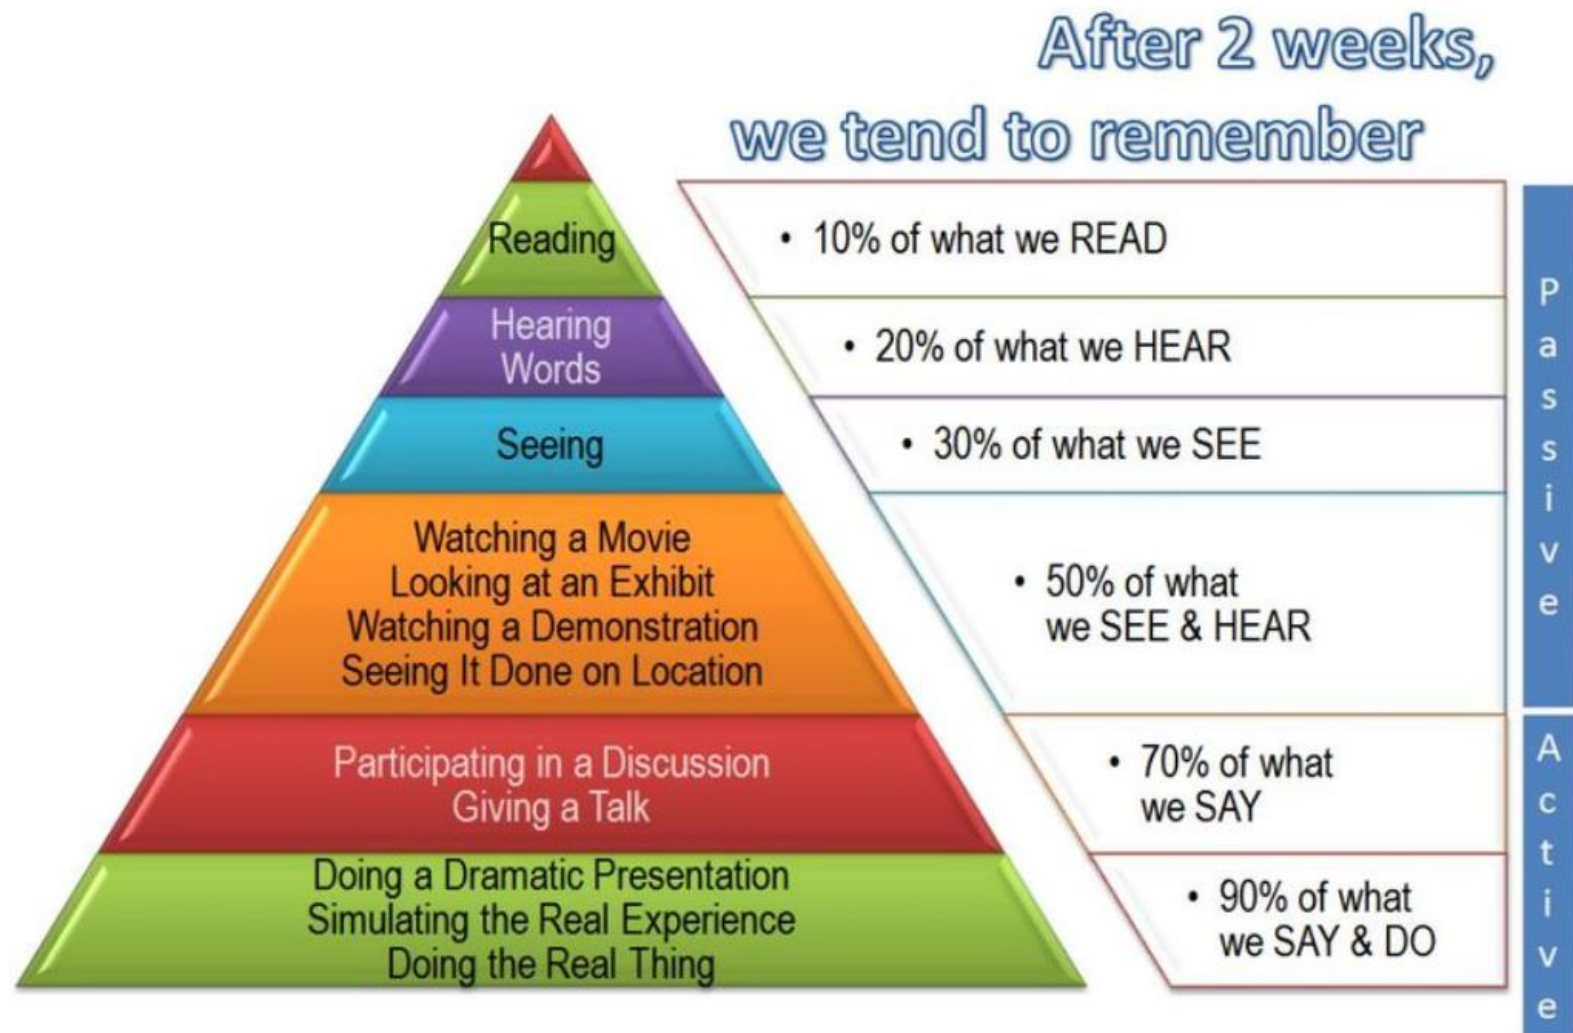 After 2 weeks,
we tend to remember
Reading
• 10% of what we READ
Hearing
Words
• 20% of what we HEAR
Seeing
• 30% of what we SEE
Watching a Movie
Looking at an Exhibit
Watching a Demonstration
Seeing It Done on Location
• 50% of what
we SEE & HEAR
Participating in a Discussion
Giving a Talk
• 70% of what
we SAY
Doing a Dramatic Presentation
Simulating the Real Experience
Doing the Real Thing
• 90% of what
we SAY & DO
Passive
Active